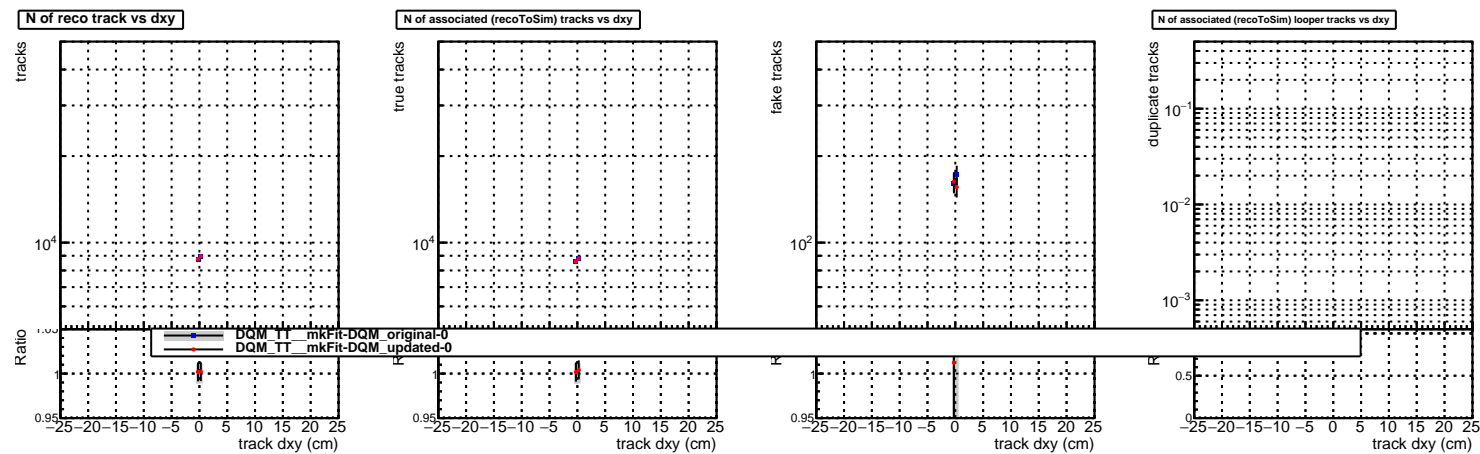 N of reco track vs dxy
tracks
10⁴
Ratio
1
0.95
−25 −20 −15 −10 −5 0 5 10 15 20 25
track dxy (cm)
N of associated (recoToSim) tracks vs dxy
true tracks
10⁴
1
0.95
−25 −20 −15 −10 −5 0 5 10 15 20 25
track dxy (cm)
fake tracks
10²
1
0.95
−25 −20 −15 −10 −5 0 5 10 15 20 25
track dxy (cm)
N of associated (recoToSim) looper tracks vs dxy
duplicate tracks
10⁻¹
10⁻²
10⁻³
0.5
0
−25 −20 −15 −10 −5 0 5 10 15 20 25
track dxy (cm)
DQM_TT__mkFit-DQM_original-0
DQM_TT__mkFit-DQM_updated-0